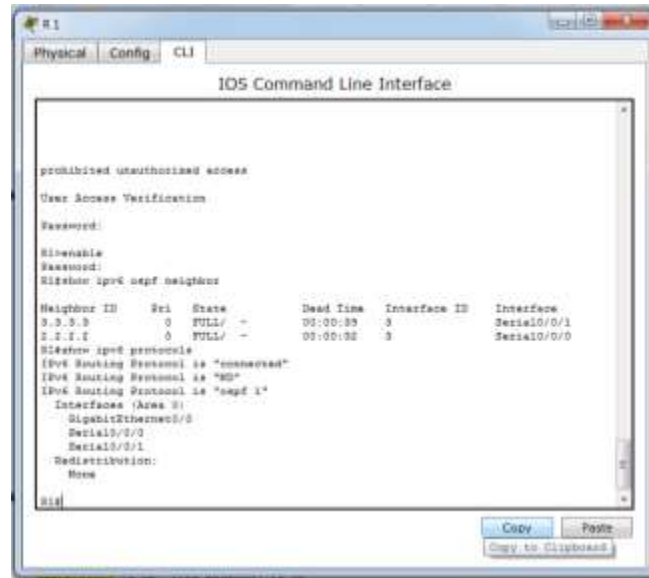 R1
Physical Config CLI
IOS Command Line Interface
prohibited unauthorized access
User Access Verification
Password:
R1>enable
Password:
R1#show ipv6 ospf neighbor
Neighbor ID Pri State Dead Time Interface ID Interface
3.3.3.3 0 FULL/ - 00:00:39 3 Serial0/0/1
2.2.2.2 0 FULL/ - 00:00:32 3 Serial0/0/0
R1#show ipv6 protocols
IPv6 Routing Protocol is "connected"
IPv6 Routing Protocol is "ND"
IPv6 Routing Protocol is "ospf 1"
Interfaces (Area 0)
GigabitEthernet0/0
Serial0/0/0
Serial0/0/1
Redistribution:
None
R1#
Copy Paste
Copy to Clipboard